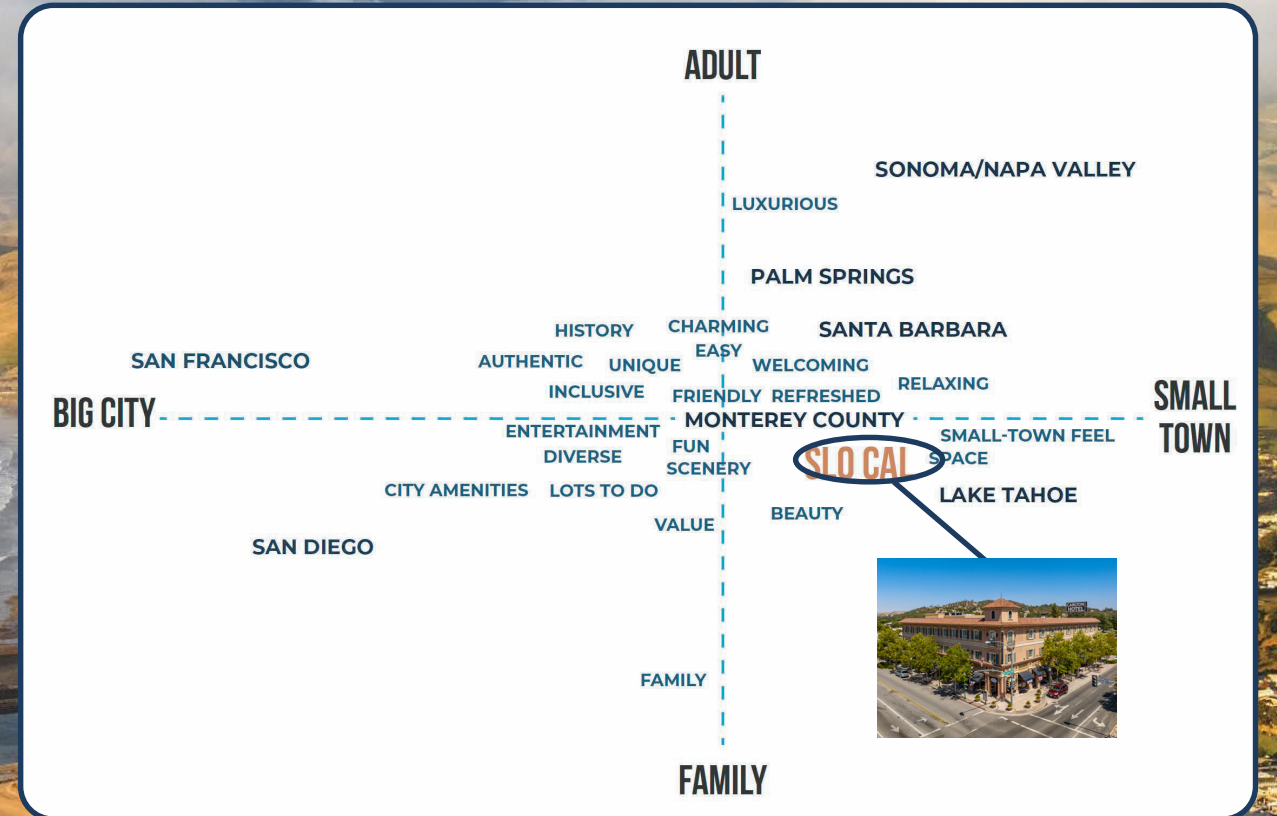 ADULT
SONOMA/NAPA VALLEY
LUXURIOUS
PALM SPRINGS
HISTORY
CHARMING
SANTA BARBARA
EASY
SAN FRANCISCO
AUTHENTIC
UNIQUE
WELCOMING
RELAXING
INCLUSIVE
FRIENDLY
REFRESHED
BIG CITY
MONTEREY COUNTY
SMALL
TOWN
ENTERTAINMENT
FUN
SMALL-TOWN FEEL
DIVERSE
SCENERY
SLO CAL
SPACE
CITY AMENITIES
LOTS TO DO
LAKE TAHOE
VALUE
BEAUTY
SAN DIEGO
CARLTON
HOTEL
FAMILY
FAMILY